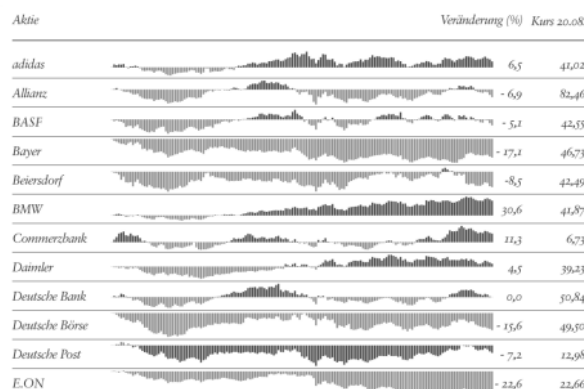 Aktie Veränderung (%) Kurs 20.08.
adidas 6,5 41,02
Allianz - 6,9 82,46
BASF - 5,1 42,55
Bayer - 17,1 46,73
Beiersdorf -8,5 42,49
BMW 30,6 41,87
Commerzbank 11,3 6,73
Daimler 4,5 39,23
Deutsche Bank 0,0 50,84
Deutsche Börse - 15,6 49,50
Deutsche Post - 7,2 12,98
E.ON - 22,6 22,60